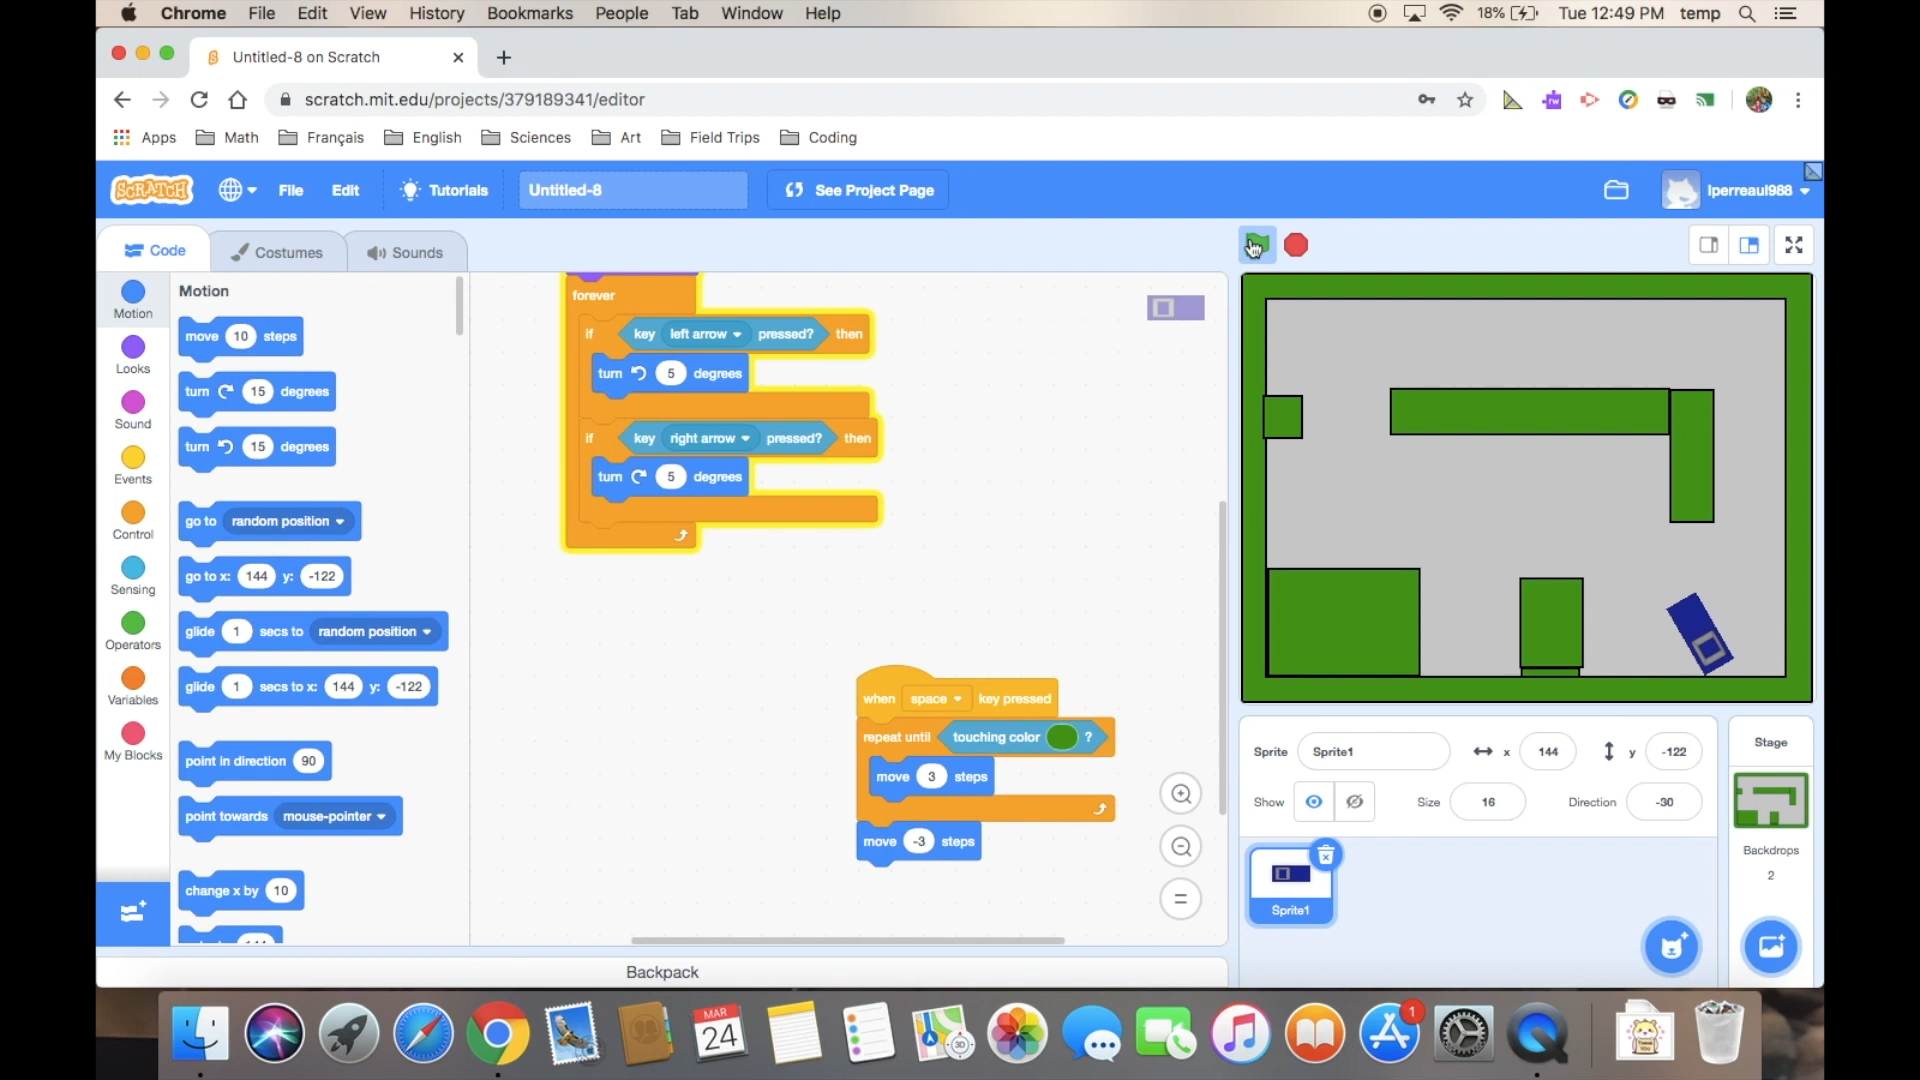 Chrome File Edit View History Bookmarks People Tab Window Help 18% Tue 12:49 PM temp
Untitled-8 on Scratch
scratch.mit.edu/projects/379189341/editor
Apps Math Français English Sciences Art Field Trips Coding
SCRATCH File Edit Tutorials Untitled-8 See Project Page lperreaul988
Code Costumes Sounds
Motion
Looks
Sound
Events
Control
Sensing
Operators
Variables
My Blocks
Motion
move 10 steps
turn 15 degrees
turn 15 degrees
go to random position
go to x: 144 y: -122
glide 1 secs to random position
glide 1 secs to x: 144 y: -122
point in direction 90
point towards mouse-pointer
change x by 10
forever
if key left arrow pressed? then
turn 5 degrees
if key right arrow pressed? then
turn 5 degrees
when space key pressed
repeat until touching color ?
move 3 steps
move -3 steps
Sprite Sprite1 x 144 y -122
Show Size 16 Direction -30
Sprite1
Stage
Backdrops
2
Backpack
MAR
24
3D
1